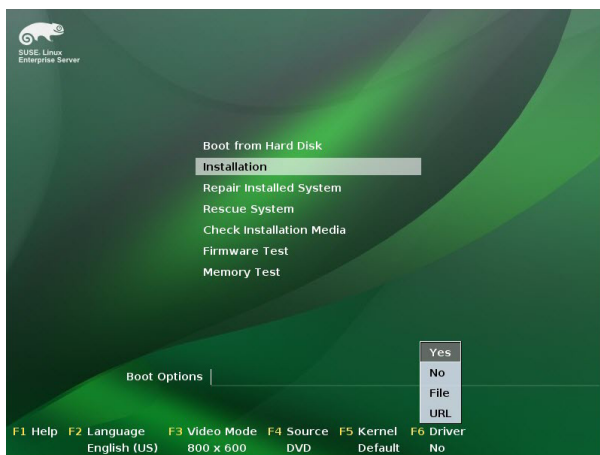 SUSE. Linux
Enterprise Server
Boot from Hard Disk
Installation
Repair Installed System
Rescue System
Check Installation Media
Firmware Test
Memory Test
Yes
No
File
URL
Boot Options
F1 Help F2 Language F3 Video Mode F4 Source F5 Kernel F6 Driver
English (US) 800 x 600 DVD Default No